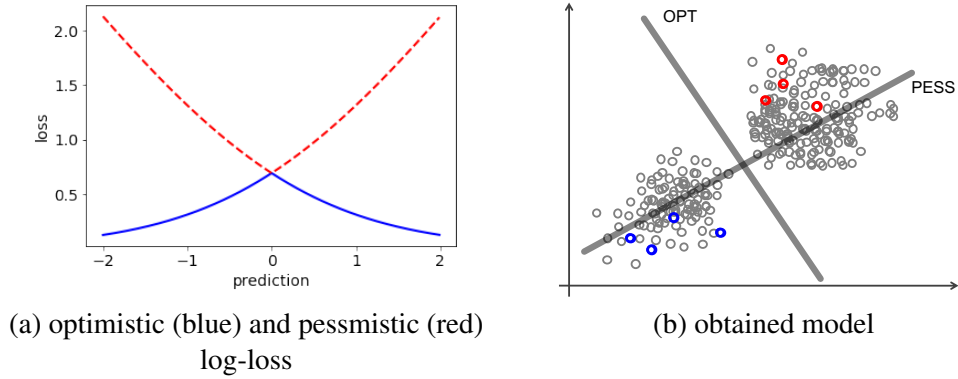 2.0
1.5
1.0
0.5
loss
−2
−1
0
1
2
prediction
OPT
PESS
(a) optimistic (blue) and pessmistic (red)
log-loss
(b) obtained model